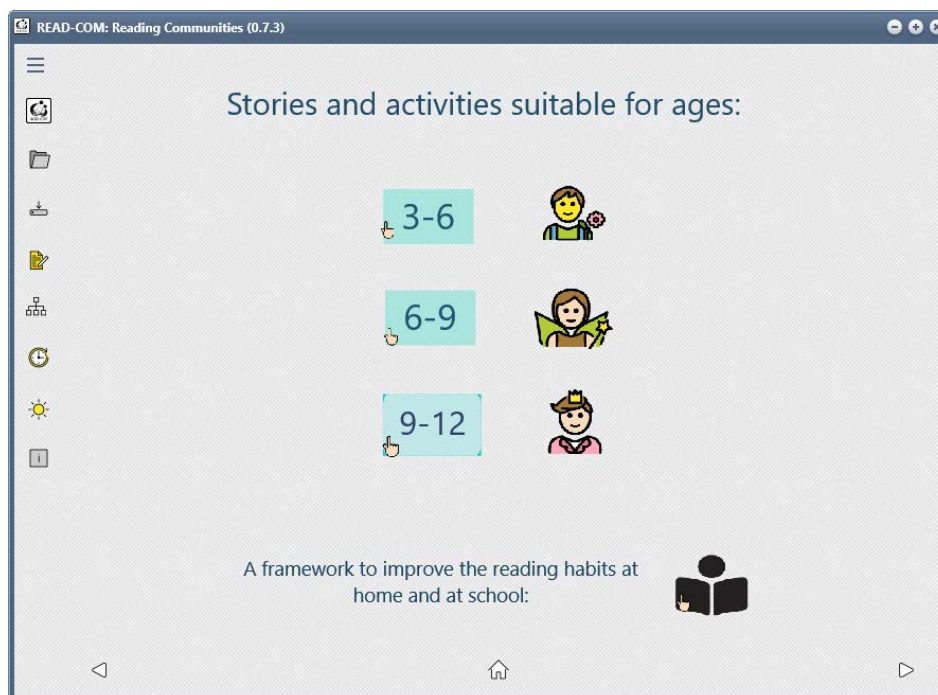 READ-COM: Reading Communities (0.7.3)
Stories and activities suitable for ages:
3-6
6-9
9-12
A framework to improve the reading habits at
home and at school: